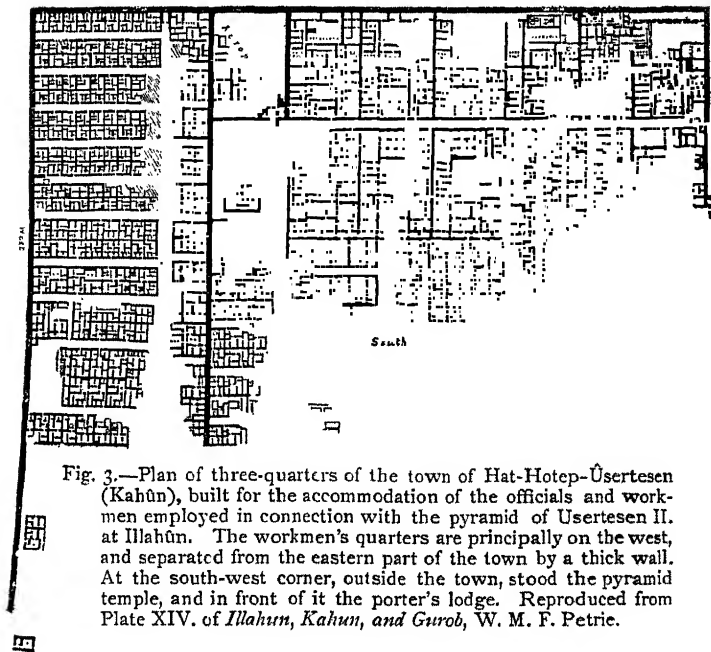 West
South
Fig. 3.—Plan of three-quarters of the town of Hat-Hotep-Ûsertesen
(Kahûn), built for the accommodation of the officials and work-
men employed in connection with the pyramid of Usertesen II.
at Illahûn. The workmen's quarters are principally on the west,
and separated from the eastern part of the town by a thick wall.
At the south-west corner, outside the town, stood the pyramid
temple, and in front of it the porter's lodge. Reproduced from
Plate XIV. of Illahun, Kahun, and Gurob, W. M. F. Petrie.